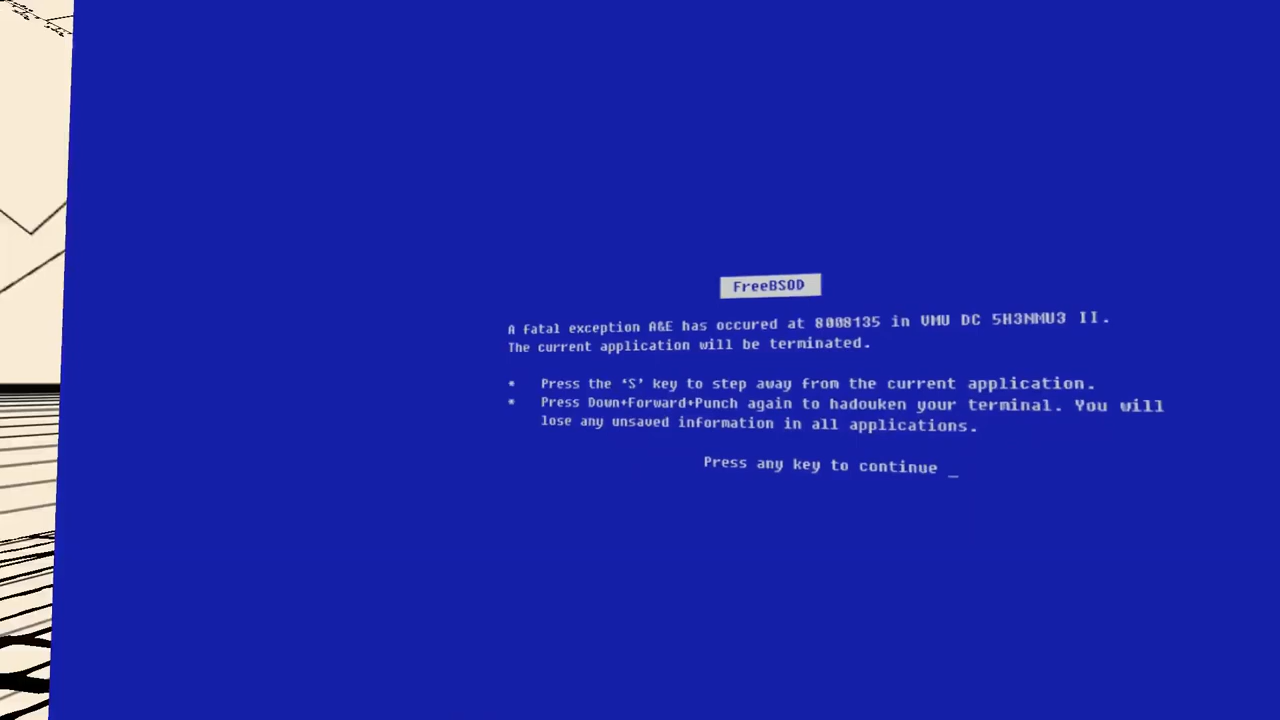 FreeBSOD
A fatal exception A&E has occured at 8008135 in VMU DC 5H3NMU3 II.
The current application will be terminated.
* Press the ‘S’ key to step away from the current application.
* Press Down+Forward+Punch again to hadouken your terminal. You will
lose any unsaved information in all applications.
Press any key to continue _